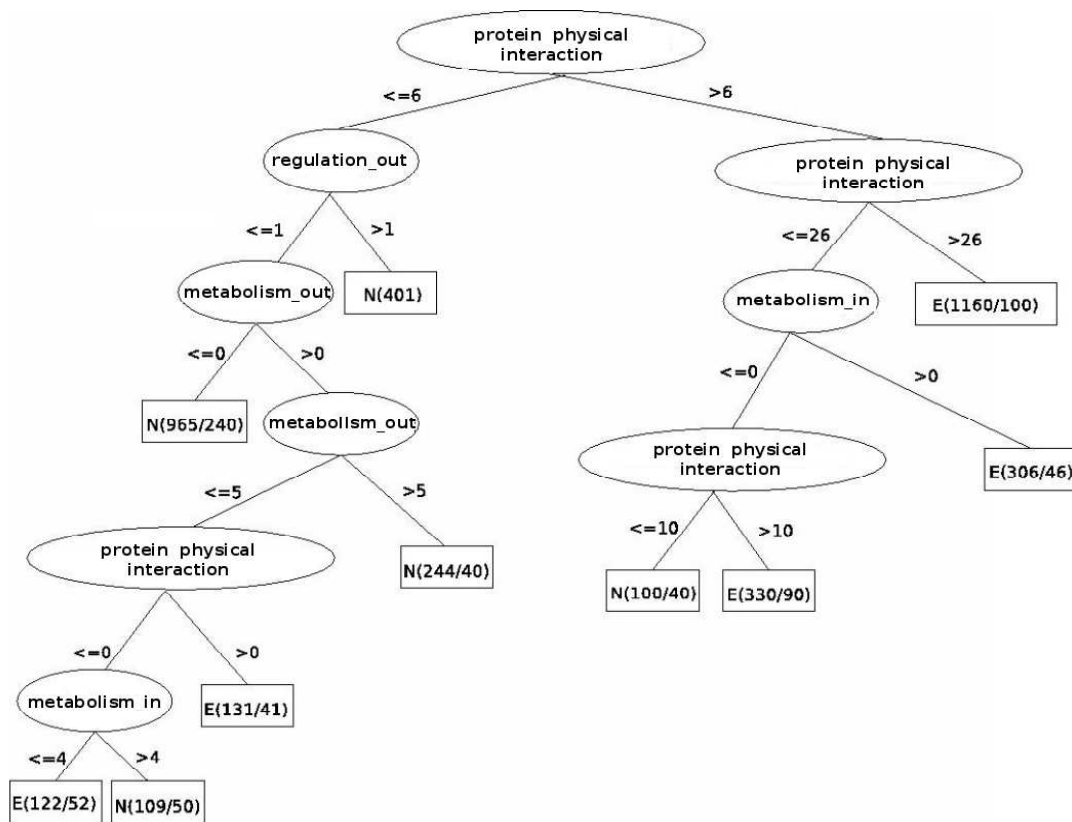 protein physical
interaction
<=6
>6
regulation_out
protein physical
interaction
<=1
>1
<=26
>26
metabolism_out
N(401)
metabolism_in
E(1160/100)
<=0
>0
<=0
>0
N(965/240)
metabolism_out
protein physical
interaction
E(306/46)
<=5
>5
<=10
>10
protein physical
interaction
N(244/40)
N(100/40)
E(330/90)
<=0
>0
metabolism in
E(131/41)
<=4
>4
E(122/52)
N(109/50)